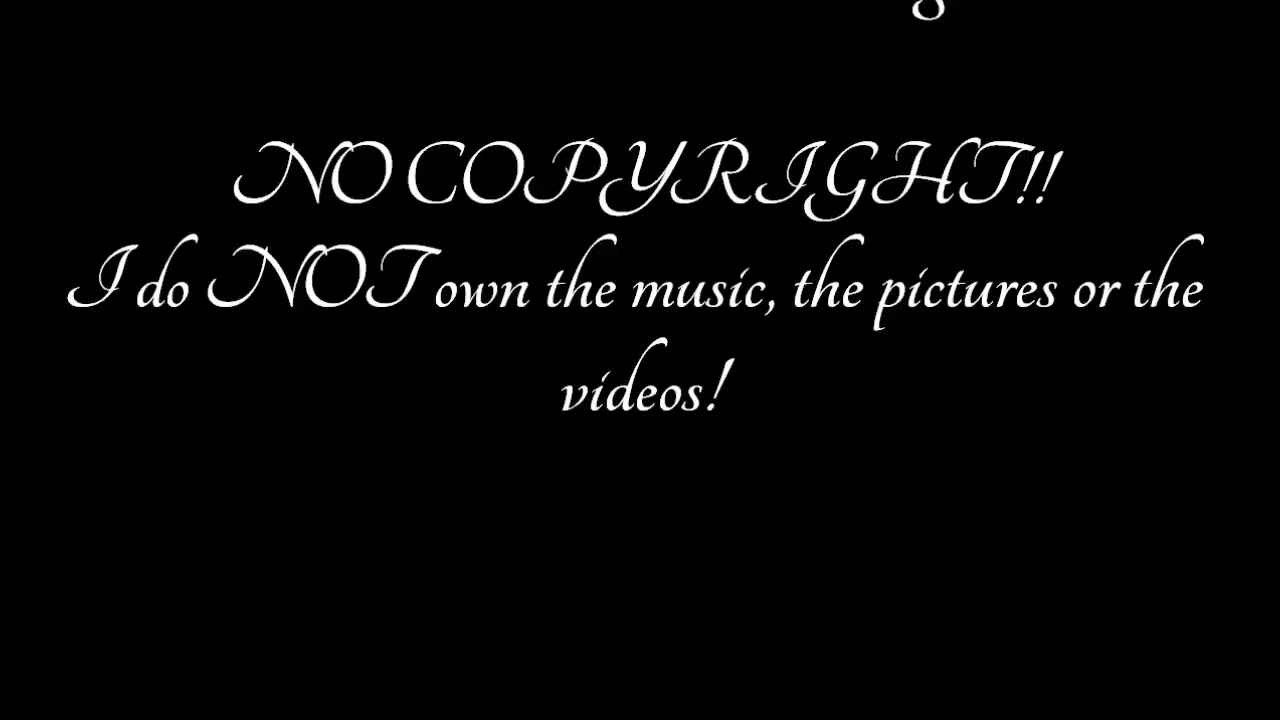 NO COPYRIGHT!!
I do NOT own the music, the pictures or the
videos!